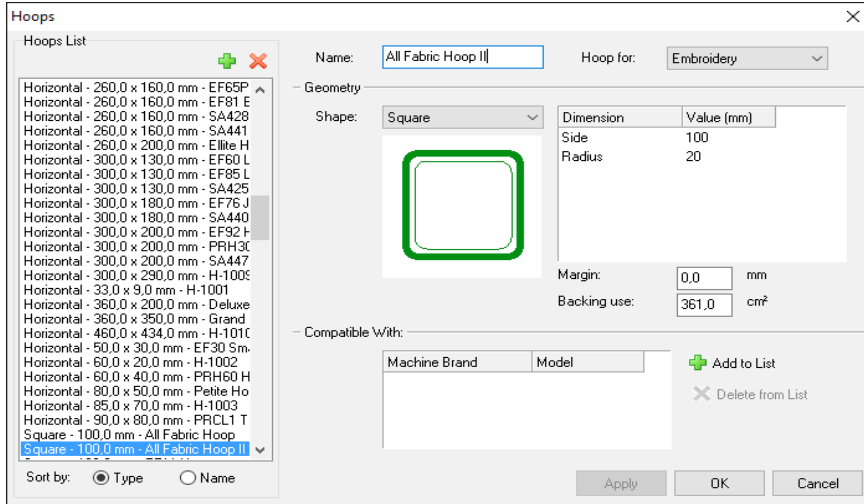 Hoops
Hoops List
Horizontal - 260,0 x 160,0 mm - EF65P
Horizontal - 260,0 x 160,0 mm - EF81 E
Horizontal - 260,0 x 160,0 mm - SA428
Horizontal - 260,0 x 160,0 mm - SA441
Horizontal - 260,0 x 200,0 mm - Ellite H
Horizontal - 300,0 x 130,0 mm - EF60 L
Horizontal - 300,0 x 130,0 mm - EF85 L
Horizontal - 300,0 x 130,0 mm - SA425
Horizontal - 300,0 x 180,0 mm - EF76 J
Horizontal - 300,0 x 180,0 mm - SA440
Horizontal - 300,0 x 200,0 mm - EF92 H
Horizontal - 300,0 x 200,0 mm - PRH30
Horizontal - 300,0 x 200,0 mm - SA447
Horizontal - 300,0 x 290,0 mm - H-1009
Horizontal - 33,0 x 9,0 mm - H-1001
Horizontal - 360,0 x 200,0 mm - Deluxe
Horizontal - 360,0 x 350,0 mm - Grand
Horizontal - 460,0 x 434,0 mm - H-1010
Horizontal - 50,0 x 30,0 mm - EF30 Sm
Horizontal - 60,0 x 20,0 mm - H-1002
Horizontal - 60,0 x 40,0 mm - PRH60 H
Horizontal - 80,0 x 50,0 mm - Petite Ho
Horizontal - 85,0 x 70,0 mm - H-1003
Horizontal - 90,0 x 80,0 mm - PRCL1 T
Square - 100,0 mm - All Fabric Hoop
Square - 100,0 mm - All Fabric Hoop II
Sort by: Type Name
Name: All Fabric Hoop II Hoop for: Embroidery
Geometry
Shape: Square
Dimension Value (mm)
Side 100
Radius 20
Margin: 0,0 mm
Backing use: 361,0 cm²
Compatible With:
Machine Brand Model
Add to List
Delete from List
Apply OK Cancel